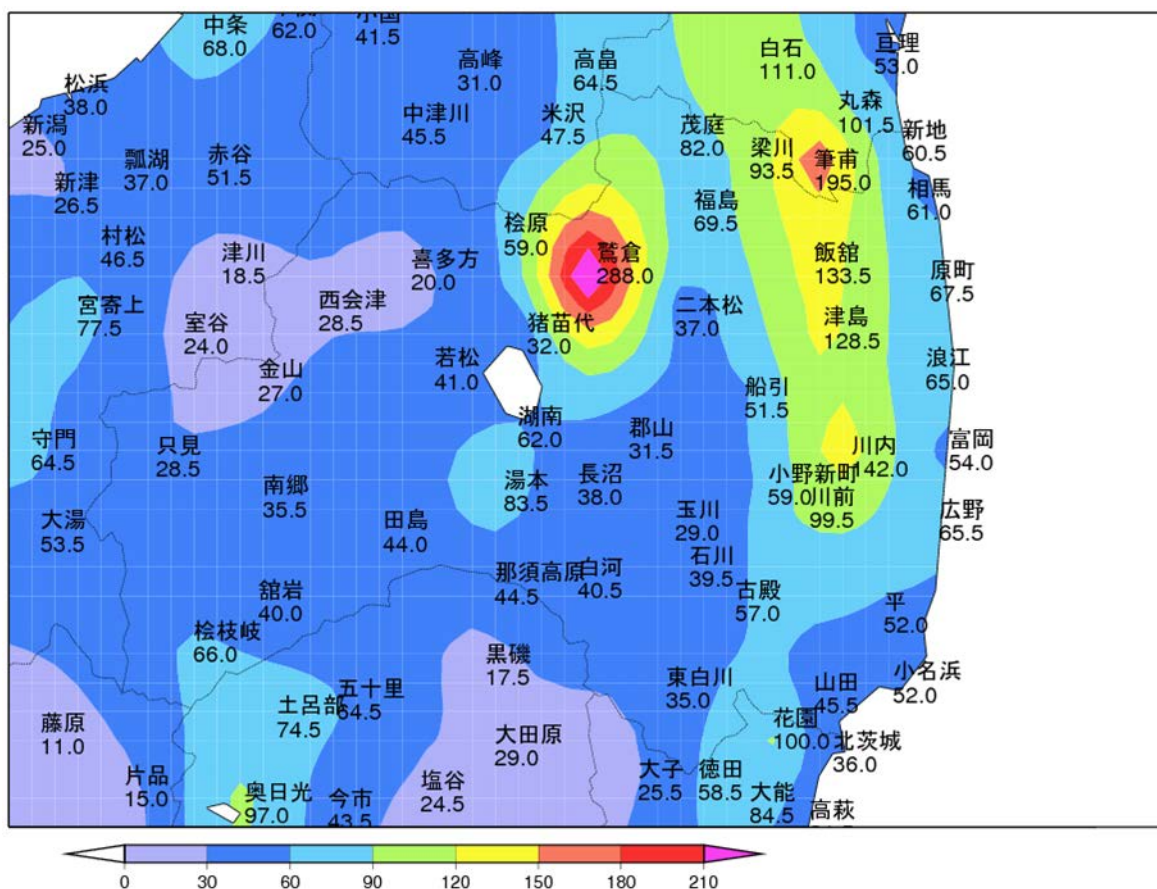 中条
68.0
62.0
小国
41.5
高峰
31.0
高畠
64.5
白石
111.0
亘理
53.0
松浜
38.0
中津川
45.5
米沢
47.5
茂庭
82.0
丸森
101.5
新潟
25.0
瓢湖
37.0
赤谷
51.5
梁川
93.5
筆甫
195.0
新地
60.5
新津
26.5
福島
69.5
相馬
61.0
村松
46.5
津川
18.5
喜多方
20.0
桧原
59.0
鷲倉
288.0
飯舘
133.5
原町
67.5
宮寄上
77.5
室谷
24.0
西会津
28.5
猪苗代
32.0
二本松
37.0
津島
128.5
金山
27.0
若松
41.0
船引
51.5
浪江
65.0
守門
64.5
只見
28.5
湖南
62.0
郡山
31.5
川内
142.0
富岡
54.0
南郷
35.5
湯本
83.5
長沼
38.0
小野新町
59.0
川前
99.5
大湯
53.5
田島
44.0
玉川
29.0
広野
65.5
舘岩
40.0
那須高原
44.5
白河
40.5
石川
39.5
古殿
57.0
平
52.0
桧枝岐
66.0
黒磯
17.5
東白川
35.0
山田
45.5
小名浜
52.0
藤原
11.0
土呂部
74.5
五十里
64.5
大田原
29.0
花園
100.0
北茨城
36.0
片品
15.0
奥日光
97.0
今市
43.5
塩谷
24.5
大子
25.5
徳田
58.5
大能
84.5
高萩
0 30 60 90 120 150 180 210